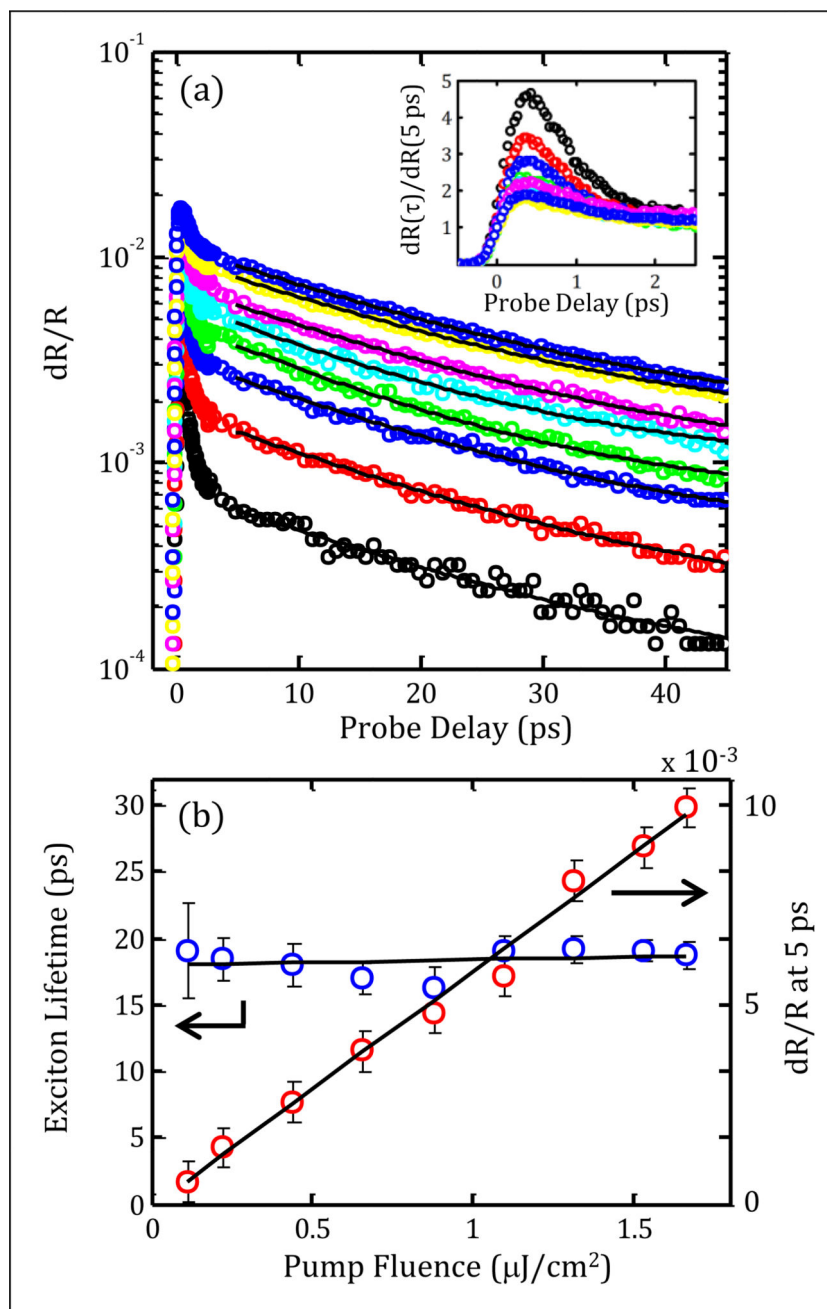 (a)
10⁻¹
10⁻²
10⁻³
10⁻⁴
dR/R
0 10 20 30 40
Probe Delay (ps)
5
4
3
2
1
dR(τ)/dR(5 ps)
0 1 2
Probe Delay (ps)
(b)
x 10⁻³
30
25
20
15
10
5
0
Exciton Lifetime (ps)
10
5
0
dR/R at 5 ps
0 0.5 1 1.5
Pump Fluence (μJ/cm²)